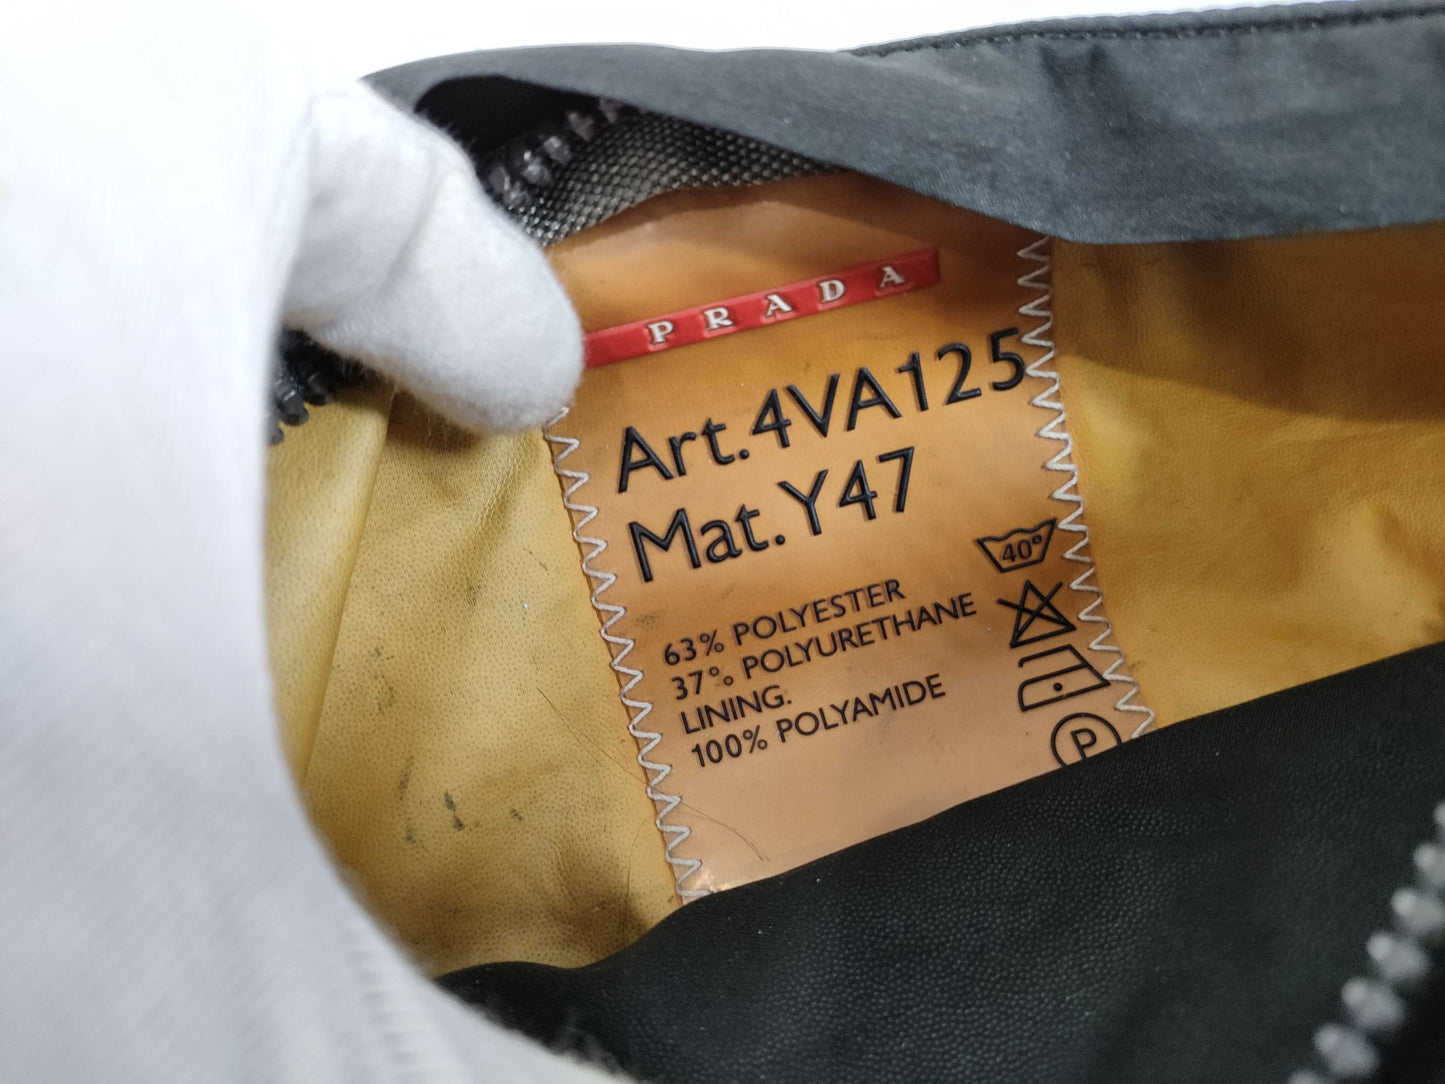 PRADA
Art.4VA125
Mat.Y47
40°
63% POLYESTER
37% POLYURETHANE
LINING.
100% POLYAMIDE
P